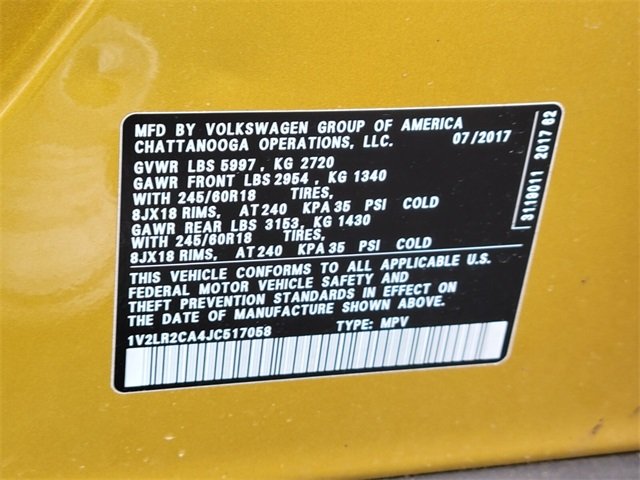 MFD BY VOLKSWAGEN GROUP OF AMERICA
CHATTANOOGA OPERATIONS, LLC. 07/2017
GVWR LBS 5997 , KG 2720
GAWR FRONT LBS 2954 , KG 1340
WITH 245/60R18 TIRES,
8JX18 RIMS, AT 240 KPA 35 PSI COLD
GAWR REAR LBS 3153, KG 1430
WITH 245/60R18 TIRES,
8JX18 RIMS, AT 240 KPA 35 PSI COLD
THIS VEHICLE CONFORMS TO ALL APPLICABLE U.S.
FEDERAL MOTOR VEHICLE SAFETY AND
THEFT PREVENTION STANDARDS IN EFFECT ON
THE DATE OF MANUFACTURE SHOWN ABOVE.
1V2LR2CA4JC517058 TYPE: MPV
3119011 2017 62